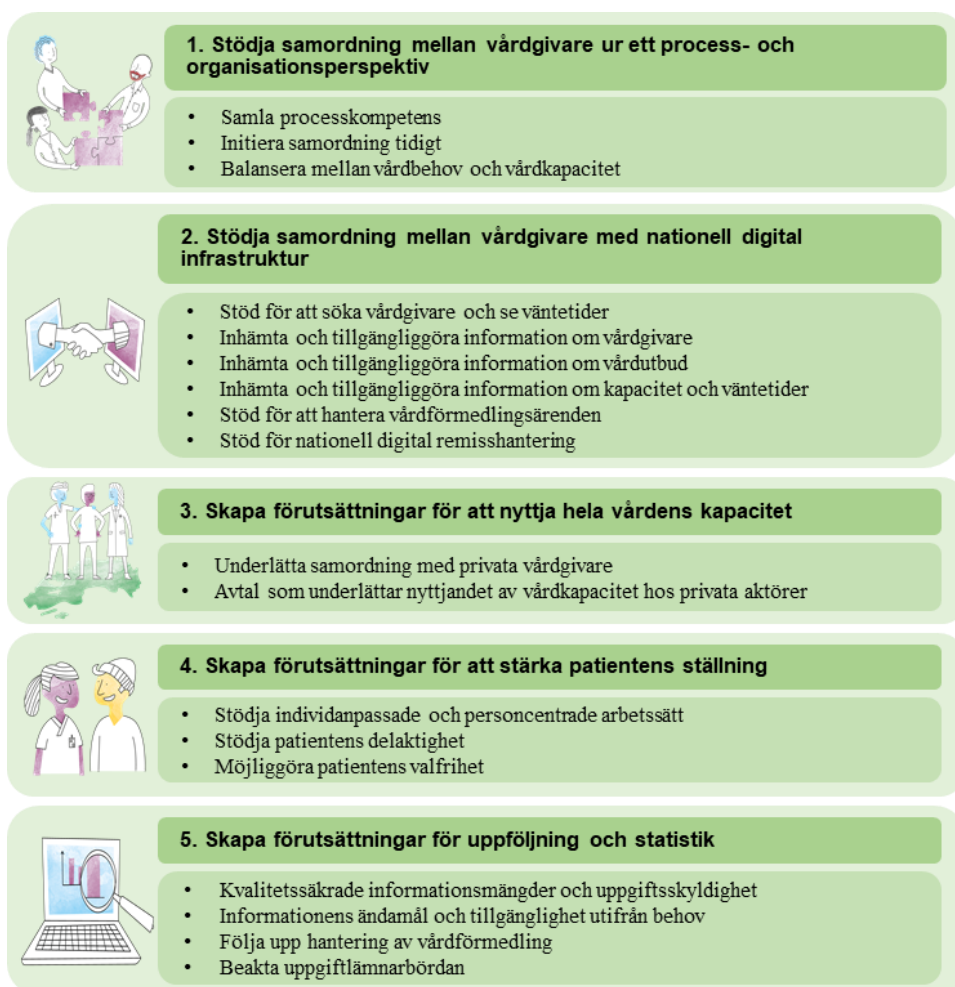 1. Stödja samordning mellan vårdgivare ur ett process- och
organisationsperspektiv
• Samla processkompetens
• Initiera samordning tidigt
• Balansera mellan vårdbehov och vårdkapacitet
2. Stödja samordning mellan vårdgivare med nationell digital
infrastruktur
• Stöd för att söka vårdgivare och se väntetider
• Inhämta och tillgängliggöra information om vårdgivare
• Inhämta och tillgängliggöra information om vårdutbud
• Inhämta och tillgängliggöra information om kapacitet och väntetider
• Stöd för att hantera vårdförmedlingsärenden
• Stöd för nationell digital remisshantering
3. Skapa förutsättningar för att nyttja hela vårdens kapacitet
• Underlätta samordning med privata vårdgivare
• Avtal som underlättar nyttjandet av vårdkapacitet hos privata aktörer
4. Skapa förutsättningar för att stärka patientens ställning
• Stödja individanpassade och personcentrade arbetssätt
• Stödja patientens delaktighet
• Möjliggöra patientens valfrihet
5. Skapa förutsättningar för uppföljning och statistik
• Kvalitetssäkrade informationsmängder och uppgiftsskyldighet
• Informationens ändamål och tillgänglighet utifrån behov
• Följa upp hantering av vårdförmedling
• Beakta uppgiftlämnarbördan